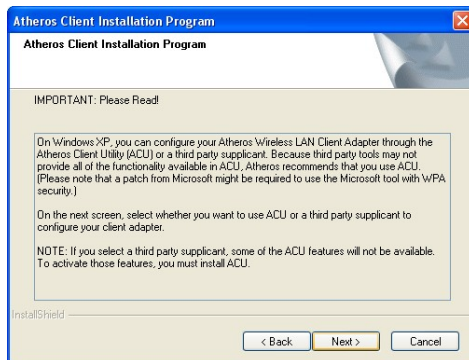 Atheros Client Installation Program
Atheros Client Installation Program
IMPORTANT: Please Read!
On Windows XP, you can configure your Atheros Wireless LAN Client Adapter through the
Atheros Client Utility (ACU) or a third party supplicant. Because third party tools may not
provide all of the functionality available in ACU, Atheros recommends that you use ACU.
(Please note that a patch from Microsoft might be required to use the Microsoft tool with WPA
security.)
On the next screen, select whether you want to use ACU or a third party supplicant to
configure your client adapter.
NOTE: If you select a third party supplicant, some of the ACU features will not be available.
To activate those features, you must install ACU.
InstallShield
< Back Next > Cancel